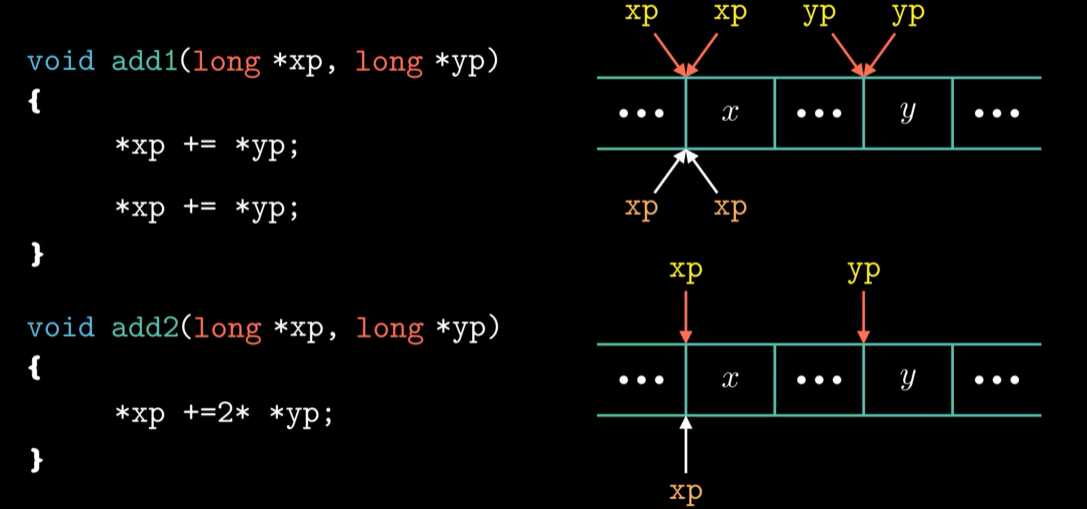 void add1(long *xp, long *yp)
{
*xp += *yp;
*xp += *yp;
}
void add2(long *xp, long *yp)
{
*xp +=2* *yp;
}
xp xp yp yp
••• x ••• y •••
xp xp
xp yp
••• x ••• y •••
xp